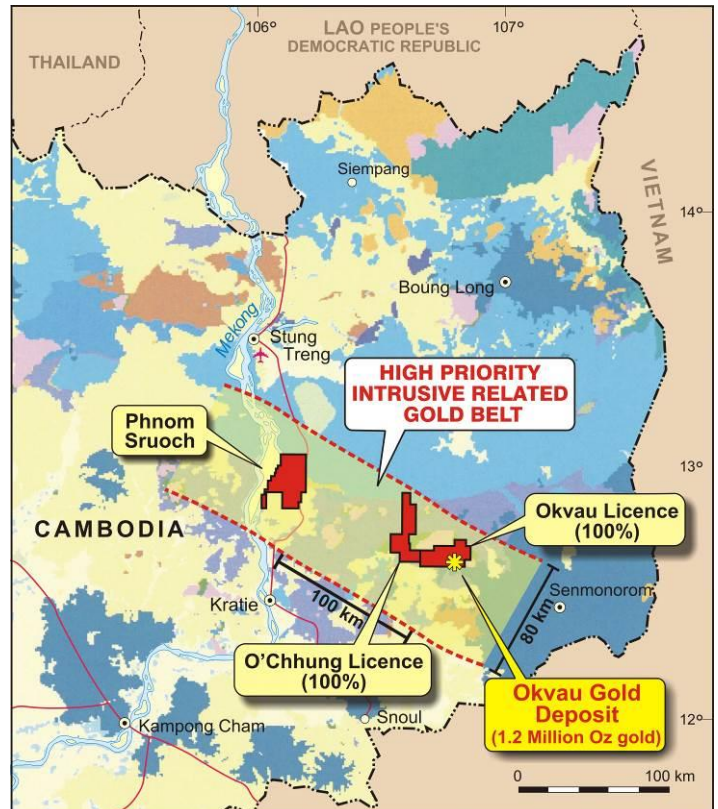 106°
107°
LAO PEOPLE'S
DEMOCRATIC REPUBLIC
THAILAND
VIETNAM
Siempang
14°
Boung Long
Mekong
Stung
Treng
HIGH PRIORITY
INTRUSIVE RELATED
GOLD BELT
Phnom
Sruoch
13°
CAMBODIA
Okvau Licence
(100%)
Kratie
100 km
80 km
Senmonorom
O'Chhung Licence
(100%)
Okvau Gold
Deposit
(1.2 Million Oz gold)
Snoul
Kampong Cham
12°
0
100 km